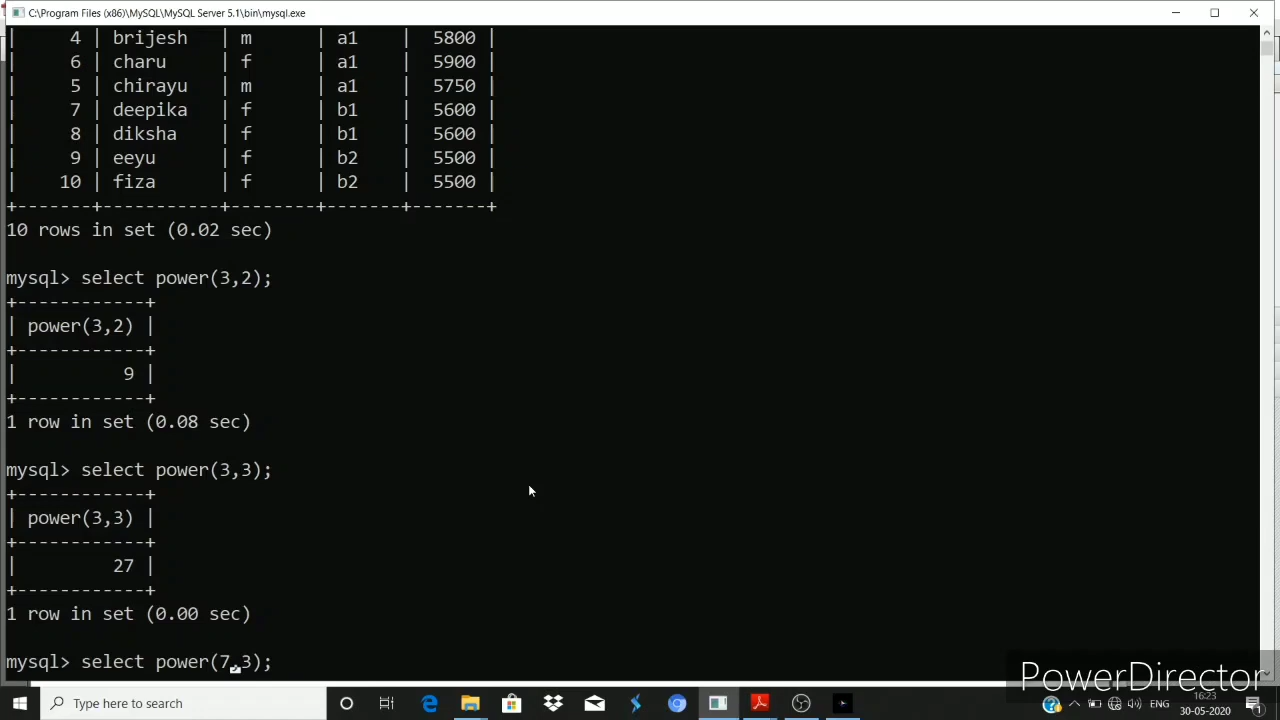 C:\Program Files (x86)\MySQL\MySQL Server 5.1\bin\mysql.exe
| 4 | brijesh | m | a1 | 5800 |
| 6 | charu | f | a1 | 5900 |
| 5 | chirayu | m | a1 | 5750 |
| 7 | deepika | f | b1 | 5600 |
| 8 | diksha | f | b1 | 5600 |
| 9 | eeyu | f | b2 | 5500 |
| 10 | fiza | f | b2 | 5500 |
+-------+-----------+--------+-------+-------+
10 rows in set (0.02 sec)
mysql> select power(3,2);
+------------+
| power(3,2) |
+------------+
| 9 |
+------------+
1 row in set (0.08 sec)
mysql> select power(3,3);
+------------+
| power(3,3) |
+------------+
| 27 |
+------------+
1 row in set (0.00 sec)
mysql> select power(7,3);
PowerDirector
Type here to search
ENG
16:23
30-05-2020